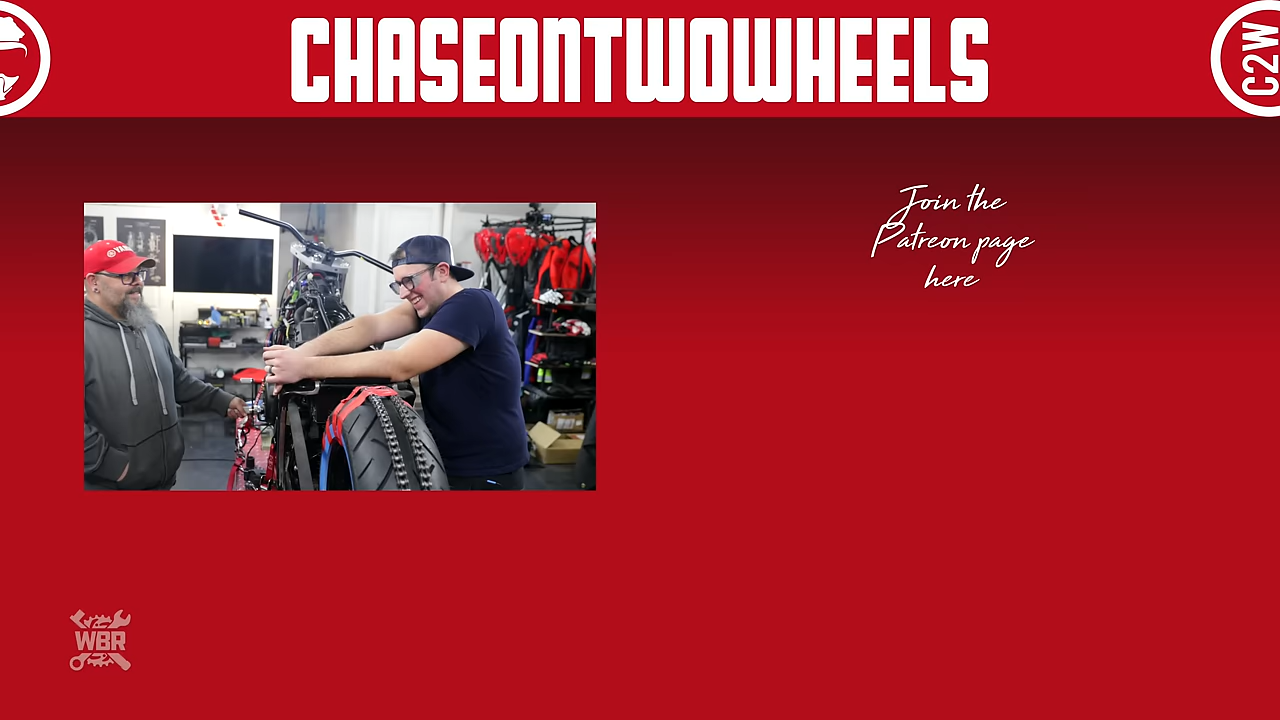 CHASEONTWOWHEELS
C2W
Join the
Patreon page
here
WBR